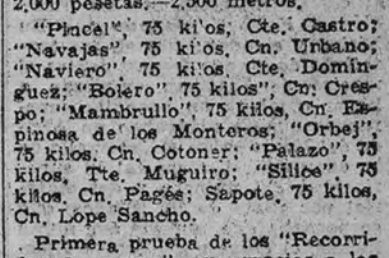 2,000 pesetas.—2,500 metros.
"Pincel", 75 kilos, Cte. Castro;
"Navajas" 75 kilos. Cn. Urbano;
"Naviero", 75 kilos. Cte. Domín-
guez; "Bolero", 75 kilos", Cn. Cres-
po; "Mambrullo", 75 kilos, Cn. Es-
pinosa de los Monteros; "Orbej",
75 kilos. Cn. Cotoner; "Palazo", 75
kilos, Tte. Muguiro; "Silice", 75
kilos, Cn. Pagés; Sapote, 75 kilos,
Cn. Lope Sancho.
Primera prueba de los "Recorri-